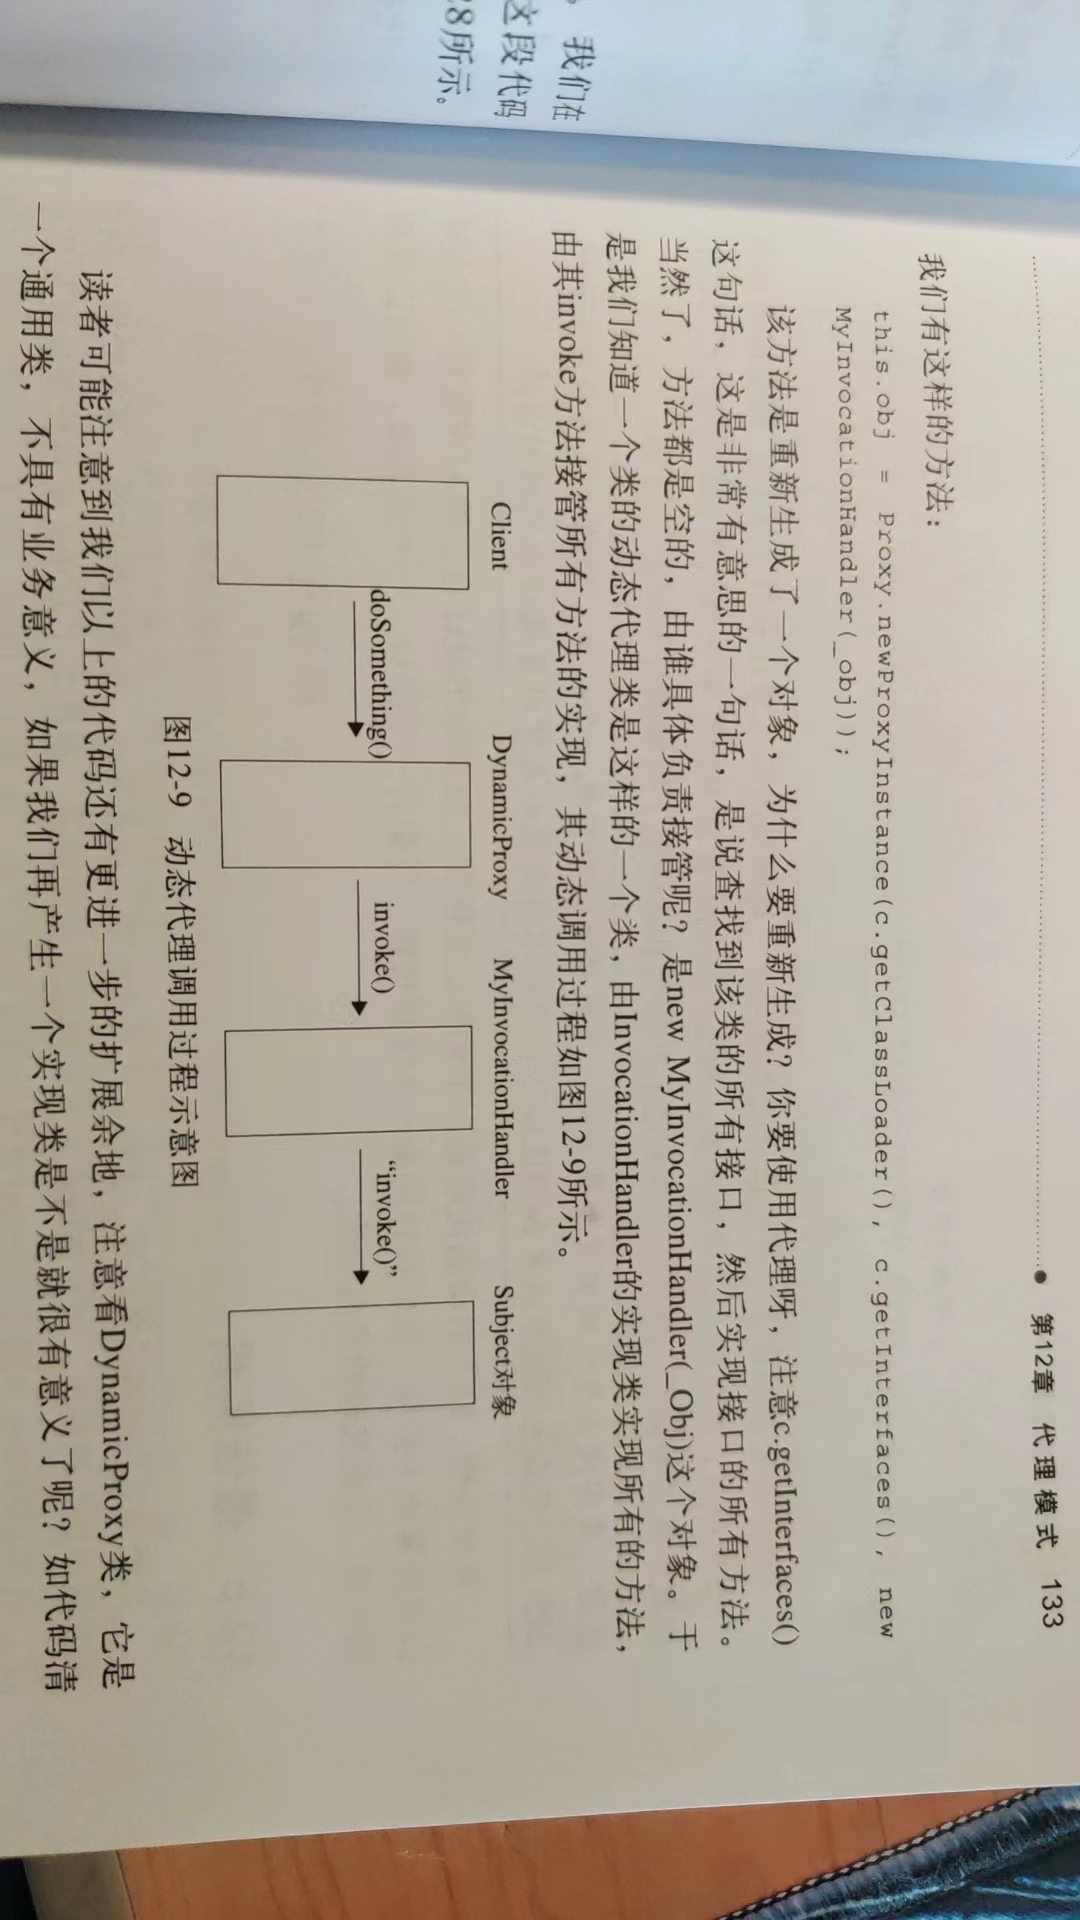 ，我们在
这段代码
28所示。
第12章 代理模式 133
我们有这样的方法：
this.obj = Proxy.newProxyInstance(c.getClassLoader(), c.getInterfaces(), new
MyInvocationHandler(_obj));
该方法是重新生成了一个对象，为什么要重新生成？你要使用代理呀，注意c.getInterfaces()
这句话，这是非常有意思的一句话，是说查找到该类的所有接口，然后实现接口的所有方法。
当然了，方法都是空的，由谁具体负责接管呢？是new MyInvocationHandler(_Obj)这个对象。于
是我们知道一个类的动态代理类是这样的一个类，由InvocationHandler的实现类实现所有的方法，
由其invoke方法接管所有方法的实现，其动态调用过程如图12-9所示。
Client DynamicProxy MyInvocationHandler Subject对象
doSomething() invoke() “invoke()”
图12-9 动态代理调用过程示意图
读者可能注意到我们以上的代码还有更进一步的扩展余地，注意看DynamicProxy类，它是
一个通用类，不具有业务意义，如果我们再产生一个实现类是不是就很有意义了呢？如代码清